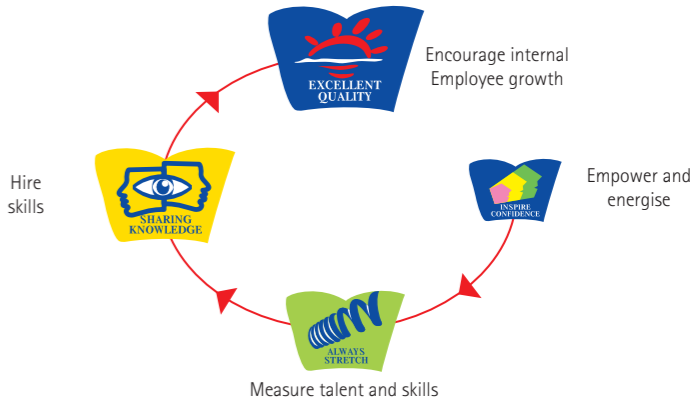 EXCELLENT
QUALITY
Encourage internal
Employee growth
Hire
skills
SHARING
KNOWLEDGE
INSPIRE
CONFIDENCE
Empower and
energise
ALWAYS
STRETCH
Measure talent and skills